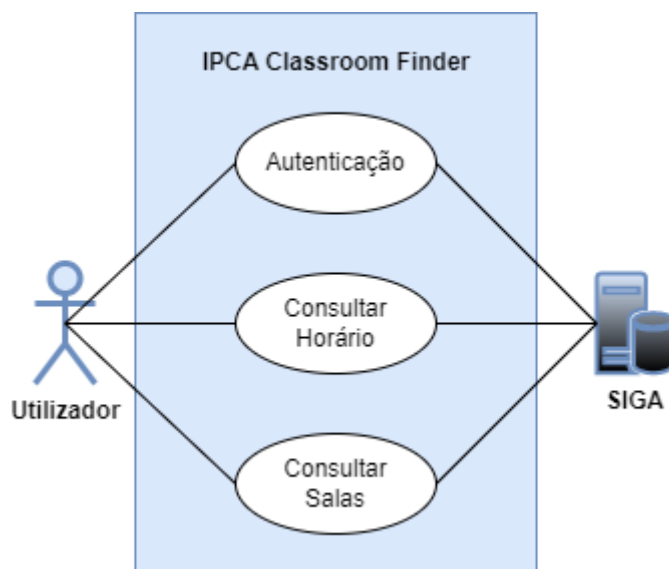 IPCA Classroom Finder
Autenticação
Consultar
Horário
Utilizador
SIGA
Consultar
Salas